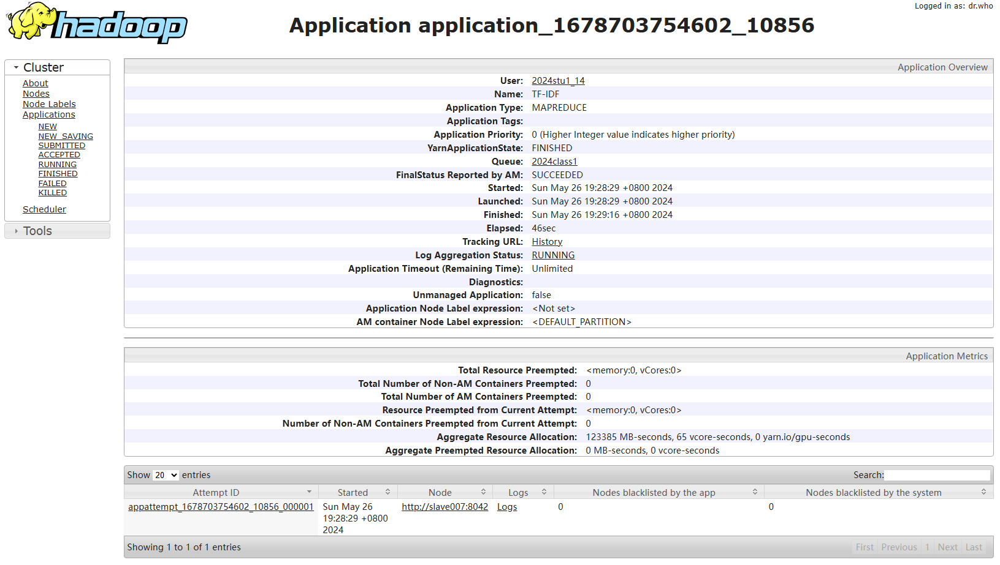 Logged in as: dr.who
hadoop
Application application_1678703754602_10856
Cluster
About
Nodes
Node Labels
Applications
NEW
NEW_SAVING
SUBMITTED
ACCEPTED
RUNNING
FINISHED
FAILED
KILLED
Scheduler
Tools
Application Overview
User: 2024stu1_14
Name: TF-IDF
Application Type: MAPREDUCE
Application Tags:
Application Priority: 0 (Higher Integer value indicates higher priority)
YarnApplicationState: FINISHED
Queue: 2024class1
FinalStatus Reported by AM: SUCCEEDED
Started: Sun May 26 19:28:29 +0800 2024
Launched: Sun May 26 19:28:29 +0800 2024
Finished: Sun May 26 19:29:16 +0800 2024
Elapsed: 46sec
Tracking URL: History
Log Aggregation Status: RUNNING
Application Timeout (Remaining Time): Unlimited
Diagnostics:
Unmanaged Application: false
Application Node Label expression: <Not set>
AM container Node Label expression: <DEFAULT_PARTITION>
Application Metrics
Total Resource Preempted: <memory:0, vCores:0>
Total Number of Non-AM Containers Preempted: 0
Total Number of AM Containers Preempted: 0
Resource Preempted from Current Attempt: <memory:0, vCores:0>
Number of Non-AM Containers Preempted from Current Attempt: 0
Aggregate Resource Allocation: 123385 MB-seconds, 65 vcore-seconds, 0 yarn.io/gpu-seconds
Aggregate Preempted Resource Allocation: 0 MB-seconds, 0 vcore-seconds
Show 20 entries Search:
Attempt ID Started Node Logs Nodes blacklisted by the app Nodes blacklisted by the system
appattempt_1678703754602_10856_000001 Sun May 26 http://slave007:8042 Logs 0 0
19:28:29 +0800
2024
Showing 1 to 1 of 1 entries First Previous 1 Next Last